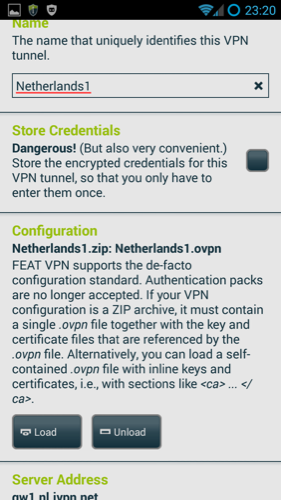 23:20
Name
The name that uniquely identifies this VPN
tunnel.
Netherlands1
Store Credentials
Dangerous! (But also very convenient.)
Store the encrypted credentials for this
VPN tunnel, so that you only have to
enter them once.
Configuration
Netherlands1.zip: Netherlands1.ovpn
FEAT VPN supports the de-facto
configuration standard. Authentication packs
are no longer accepted. If your VPN
configuration is a ZIP archive, it must contain
a single .ovpn file together with the key and
certificate files that are referenced by the
.ovpn file. Alternatively, you can load a self-
contained .ovpn file with inline keys and
certificates, i.e., with sections like <ca> ... </
ca>.
Load Unload
Server Address
gw1.nl.ivpn.net